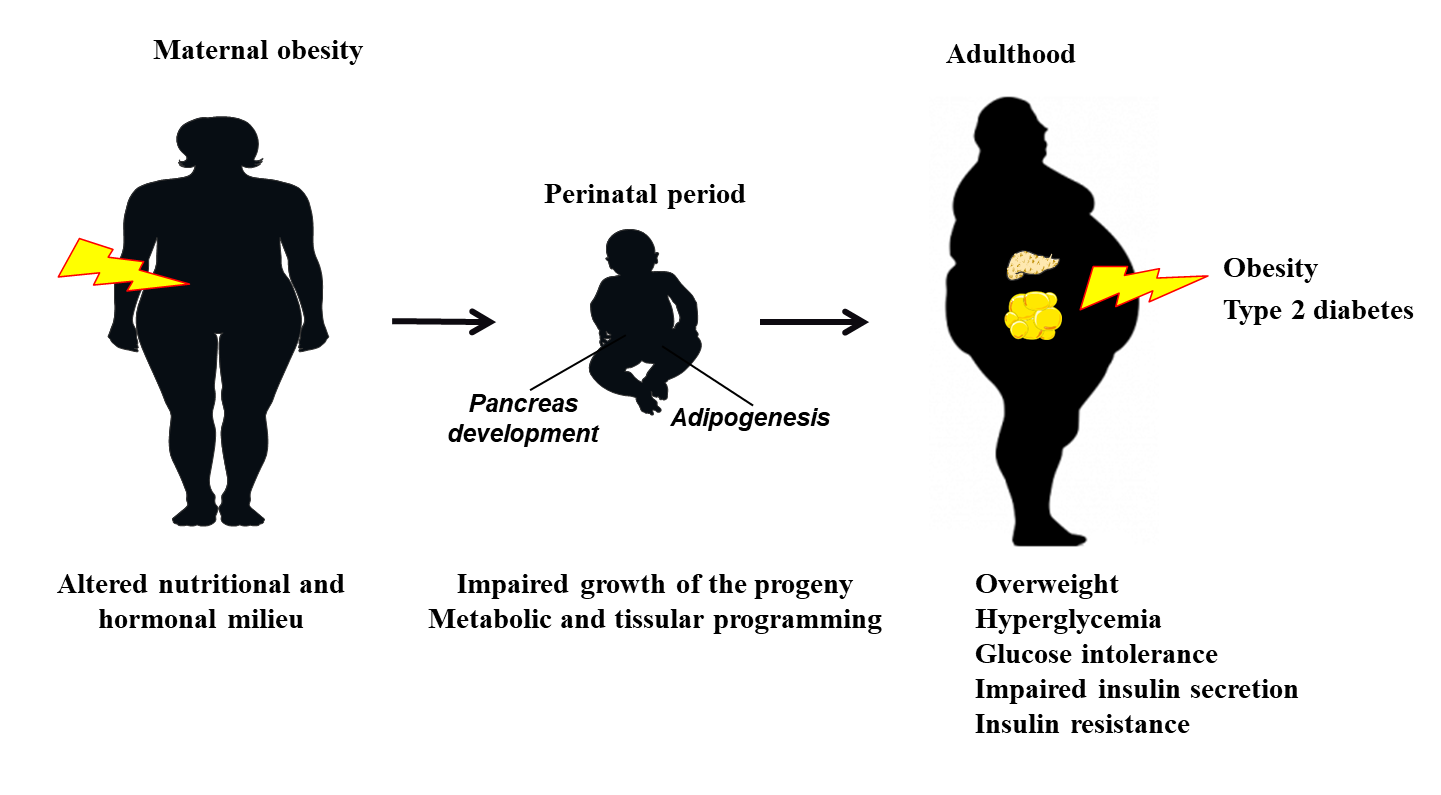 Maternal obesity
Adulthood
Perinatal period
Obesity
Type 2 diabetes
Pancreas
development
Adipogenesis
Altered nutritional and
hormonal milieu
Impaired growth of the progeny
Metabolic and tissular programming
Overweight
Hyperglycemia
Glucose intolerance
Impaired insulin secretion
Insulin resistance